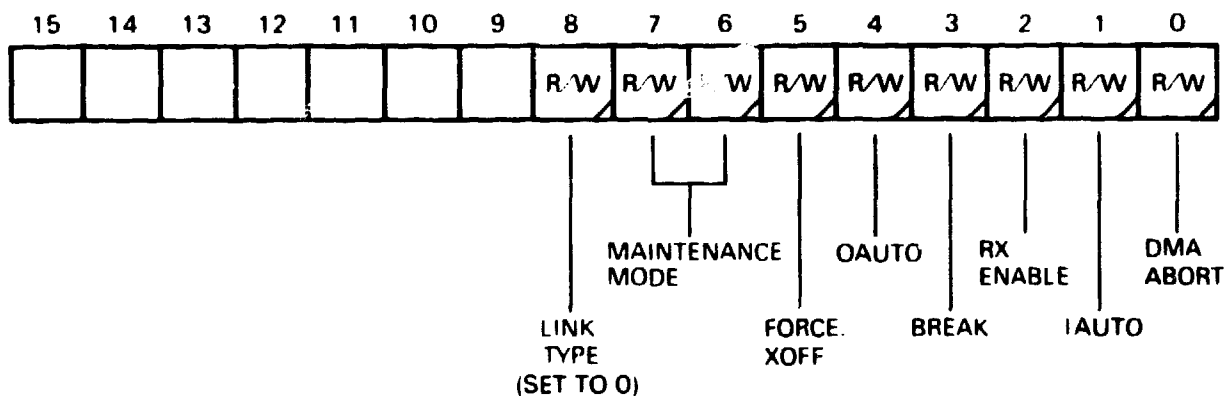 15 14 13 12 11 10 9 8 7 6 5 4 3 2 1 0
R/W R/W W R/W R/W R/W R/W R/W R/W
MAINTENANCE MODE
OAUTO
RX ENABLE
DMA ABORT
LINK TYPE (SET TO 0)
FORCE. XOFF
BREAK
IAUTO